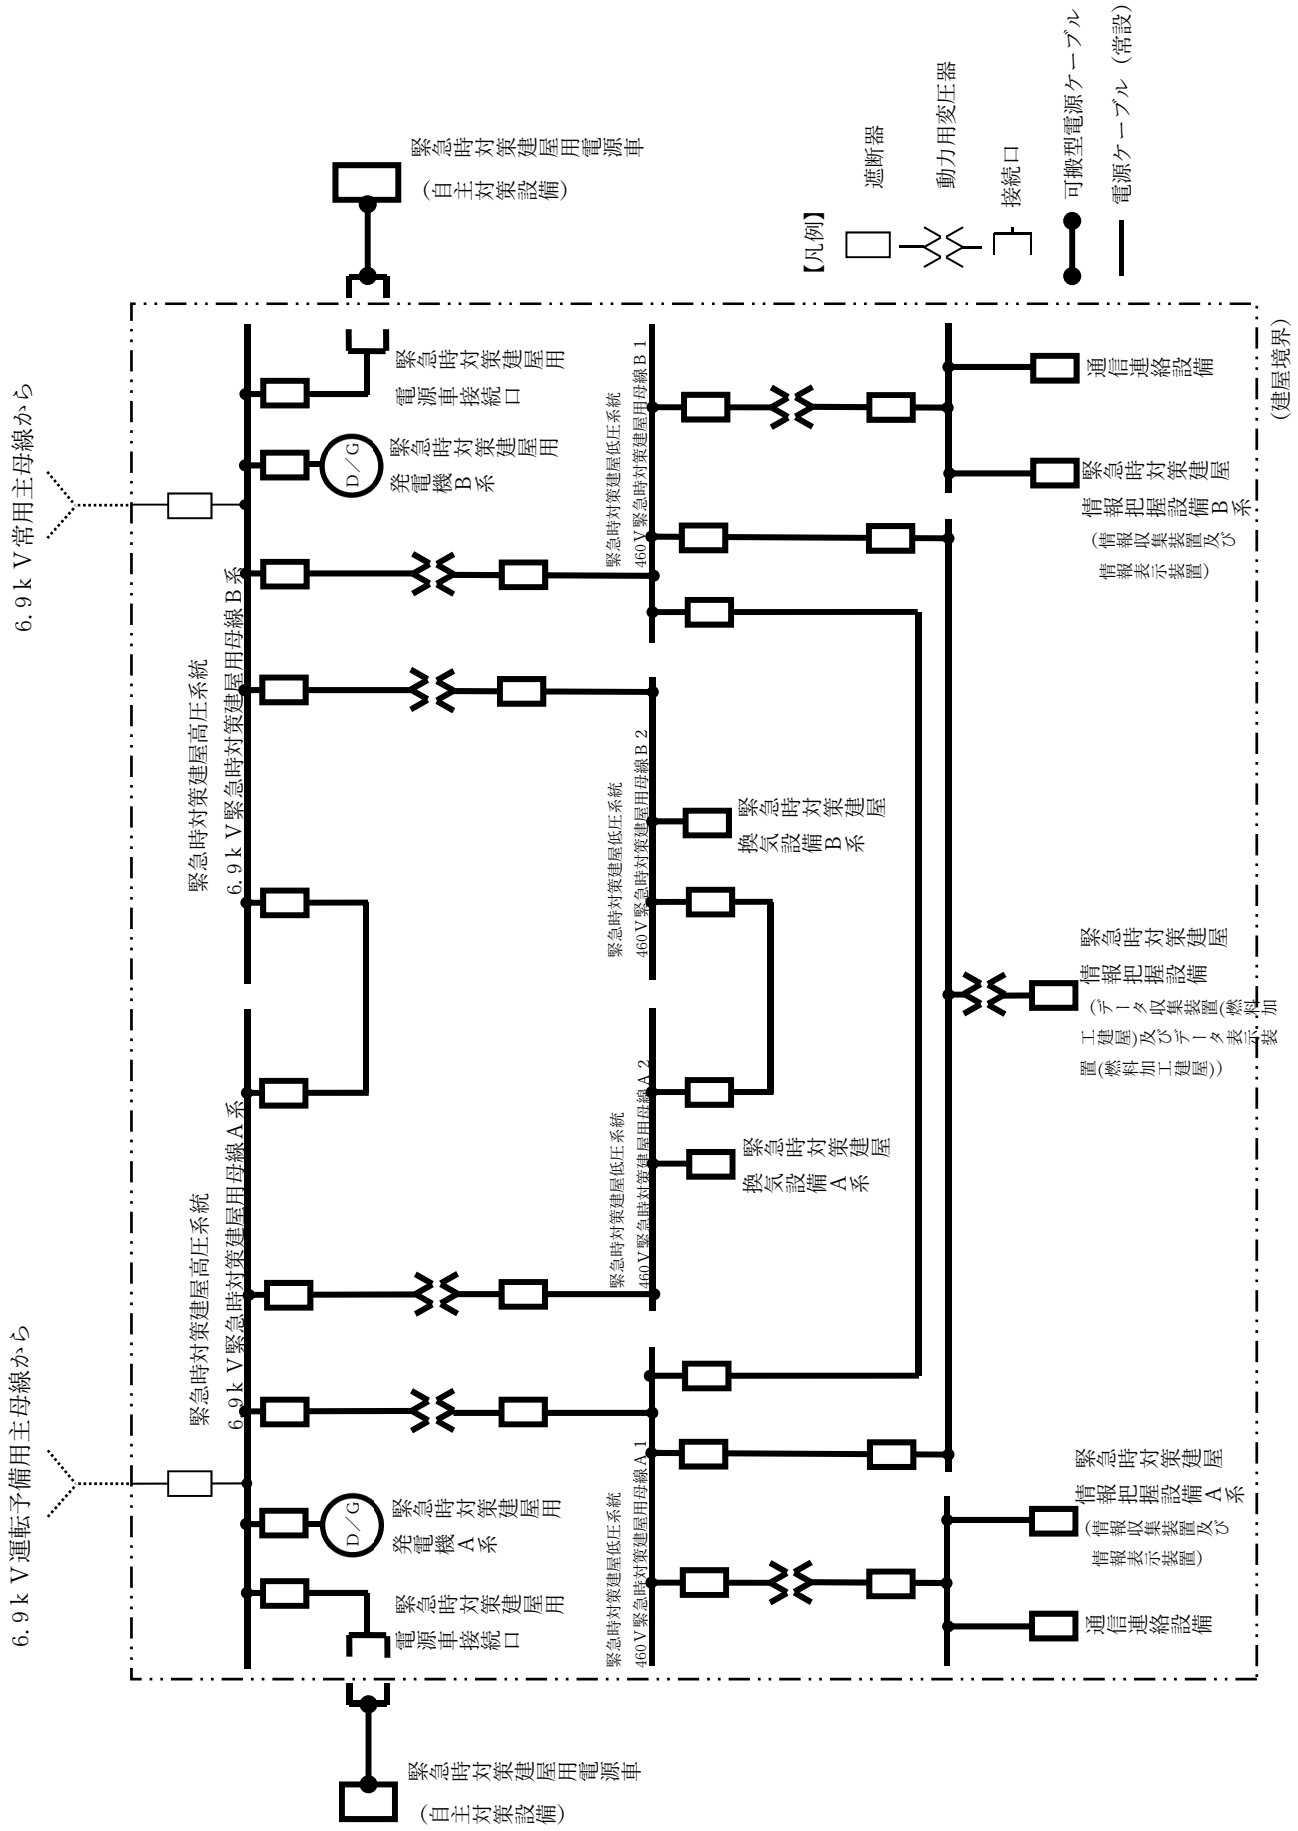 6.9kV運転予備用主母線から
6.9kV常用主母線から
緊急時対策建屋高圧系統
6.9kV緊急時対策建屋用母線A系
緊急時対策建屋高圧系統
6.9kV緊急時対策建屋用母線B系
緊急時対策建屋用電源車
(自主対策設備)
緊急時対策建屋用
電源車接続口
D/G
緊急時対策建屋用
発電機A系
D/G
緊急時対策建屋用
発電機B系
緊急時対策建屋用
電源車接続口
緊急時対策建屋用電源車
(自主対策設備)
緊急時対策建屋低圧系統
460V緊急時対策建屋用母線A1
緊急時対策建屋低圧系統
460V緊急時対策建屋用母線A2
緊急時対策建屋低圧系統
460V緊急時対策建屋用母線B2
緊急時対策建屋低圧系統
460V緊急時対策建屋用母線B1
緊急時対策建屋
換気設備A系
緊急時対策建屋
換気設備B系
通信連絡設備
緊急時対策建屋
情報把握設備A系
(情報収集装置及び
情報表示装置)
緊急時対策建屋
情報把握設備
(データ収集装置(燃料加
工建屋)及びデータ表示装
置(燃料加工建屋))
緊急時対策建屋
情報把握設備B系
(情報収集装置及び
情報表示装置)
通信連絡設備
(建屋境界)
【凡例】
遮断器
動力用変圧器
接続口
可搬型電源ケーブル
電源ケーブル(常設)